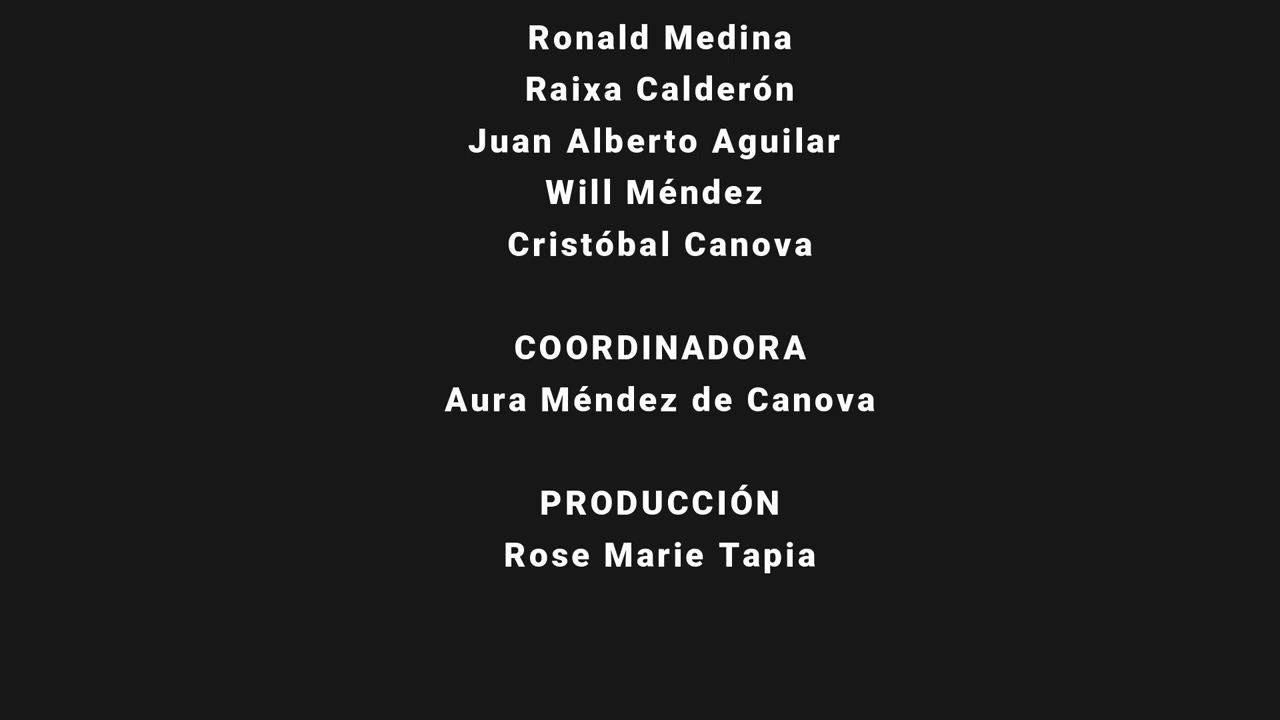 Ronald Medina
Raixa Calderón
Juan Alberto Aguilar
Will Méndez
Cristóbal Canova
COORDINADORA
Aura Méndez de Canova
PRODUCCIÓN
Rose Marie Tapia